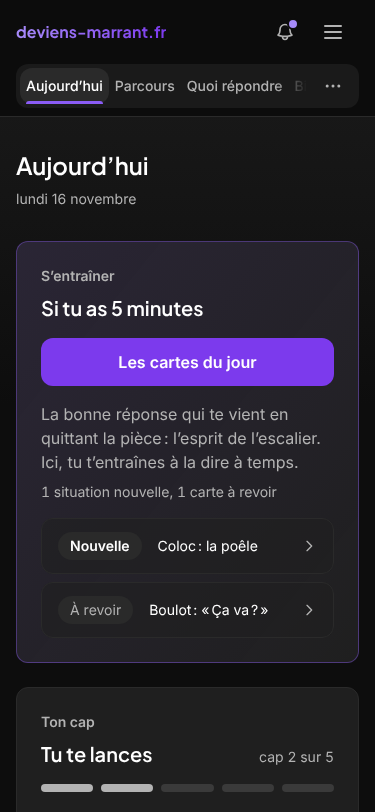 deviens-marrant.fr
Aujourd’hui Parcours Quoi répondre
Aujourd’hui
lundi 16 novembre
S’entraîner
Si tu as 5 minutes
Les cartes du jour
La bonne réponse qui te vient en
quittant la pièce : l’esprit de l’escalier.
Ici, tu t’entraînes à la dire à temps.
1 situation nouvelle, 1 carte à revoir
Nouvelle Coloc : la poêle
À revoir Boulot : « Ça va ? »
Ton cap
Tu te lances cap 2 sur 5